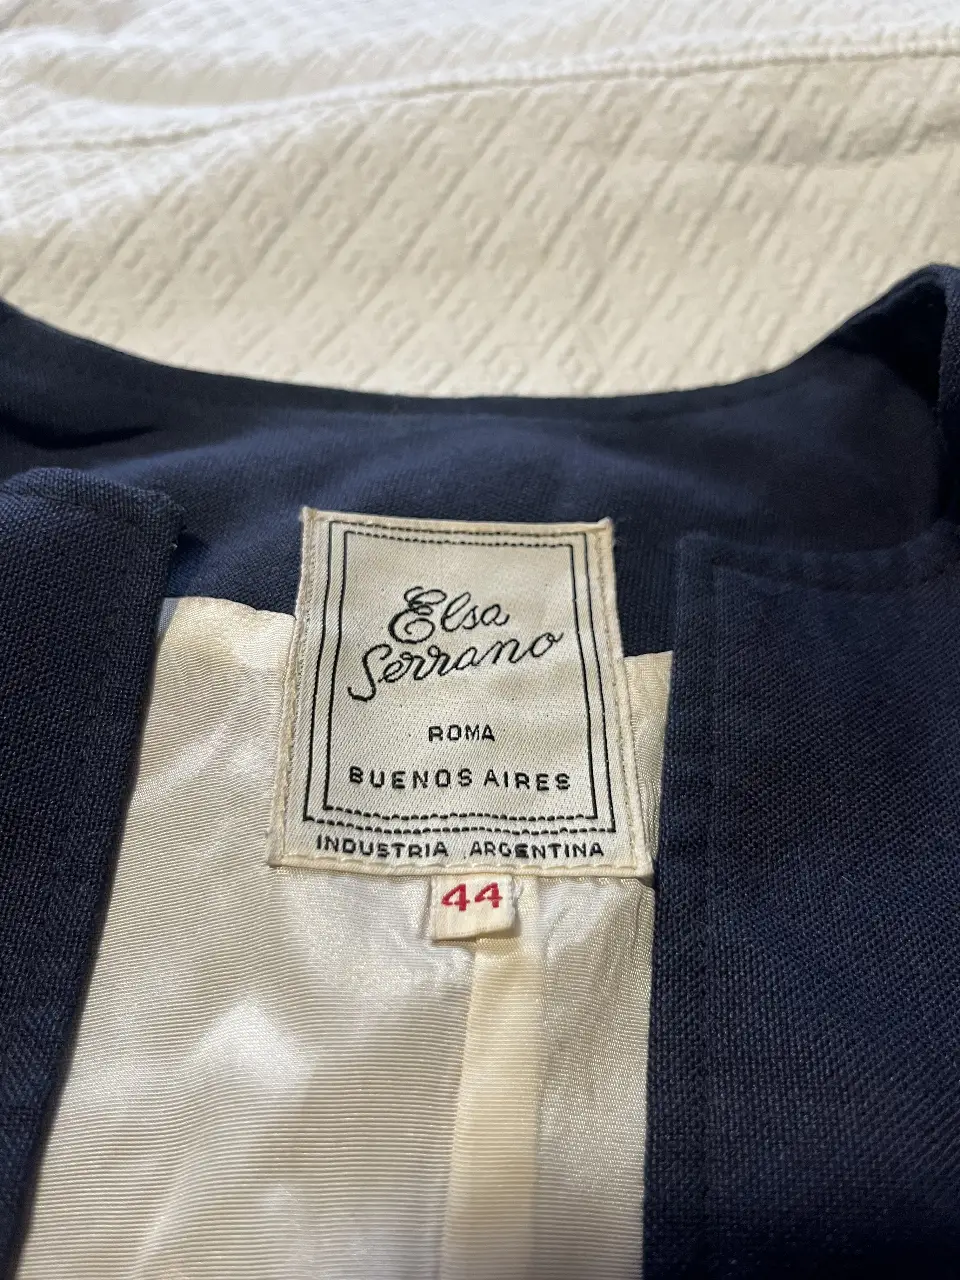 Elsa
Serrano
ROMA
BUENOS AIRES
INDUSTRIA ARGENTINA
44